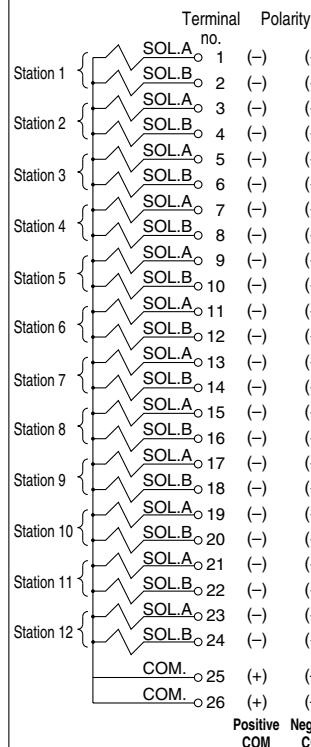 Terminal no. Polarity
Station 1 SOL.A 1 (–)
SOL.B 2 (–)
Station 2 SOL.A 3 (–)
SOL.B 4 (–)
Station 3 SOL.A 5 (–)
SOL.B 6 (–)
Station 4 SOL.A 7 (–)
SOL.B 8 (–)
Station 5 SOL.A 9 (–)
SOL.B 10 (–)
Station 6 SOL.A 11 (–)
SOL.B 12 (–)
Station 7 SOL.A 13 (–)
SOL.B 14 (–)
Station 8 SOL.A 15 (–)
SOL.B 16 (–)
Station 9 SOL.A 17 (–)
SOL.B 18 (–)
Station 10 SOL.A 19 (–)
SOL.B 20 (–)
Station 11 SOL.A 21 (–)
SOL.B 22 (–)
Station 12 SOL.A 23 (–)
SOL.B 24 (–)
COM. 25 (+)
COM. 26 (+)
Positive
COM